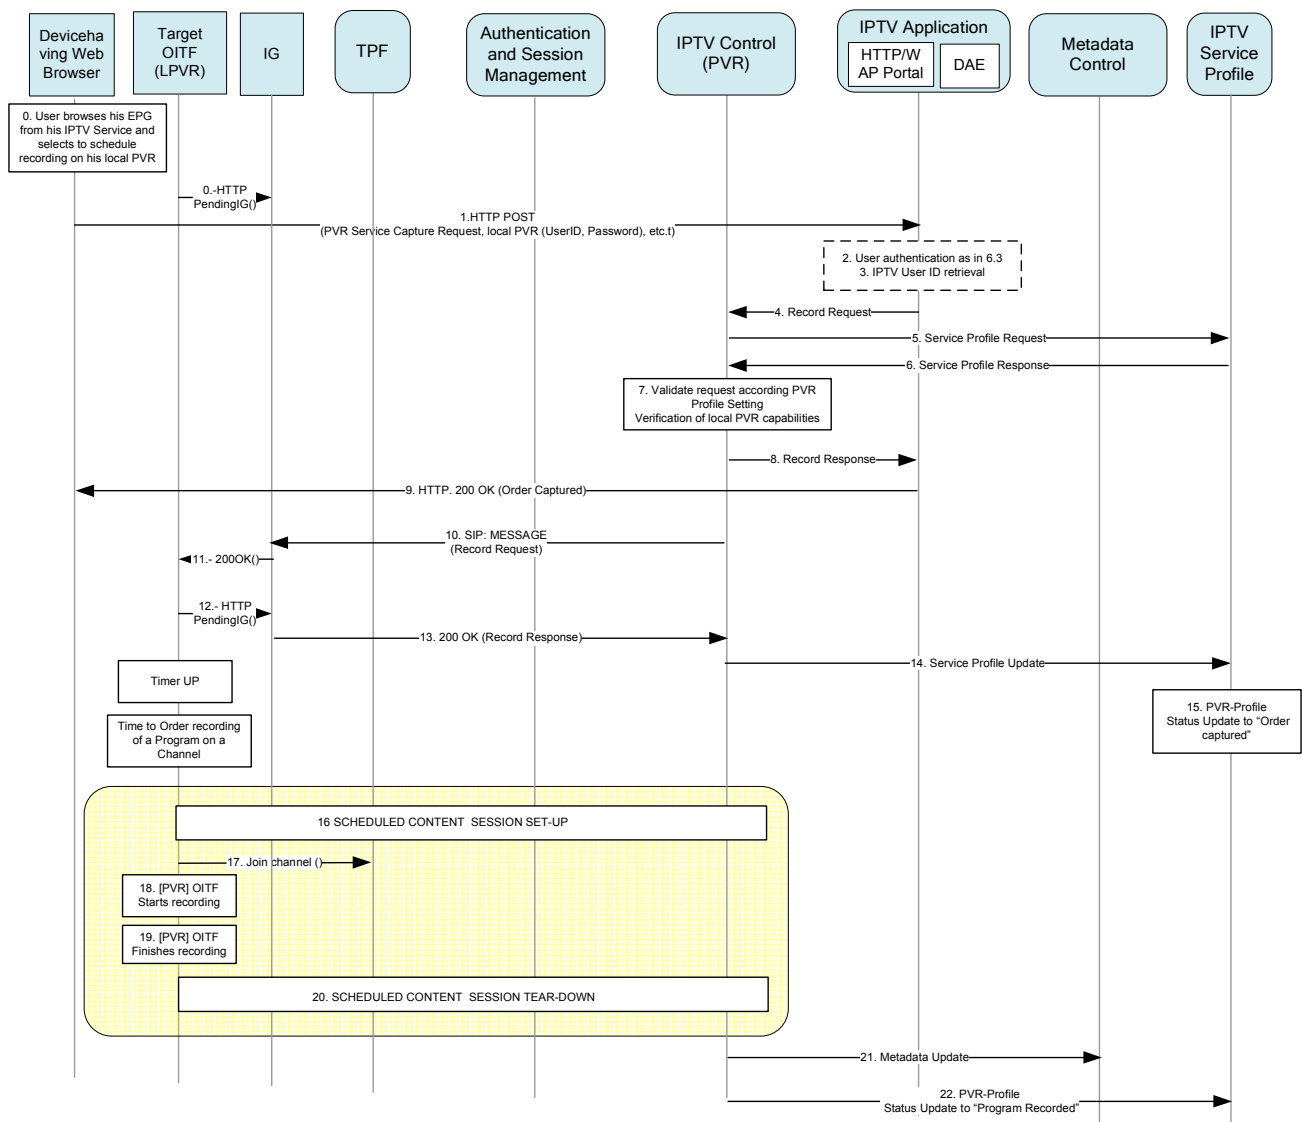 Deviceha
ving Web
Browser
Target
OITF
(LPVR)
IG
TPF
Authentication
and Session
Management
IPTV Control
(PVR)
IPTV Application
HTTP/W
AP Portal
DAE
Metadata
Control
IPTV
Service
Profile
0. User browses his EPG
from his IPTV Service and
selects to schedule
recording on his local PVR
0.-HTTP
PendingIG()
1.HTTP POST
(PVR Service Capture Request, local PVR (UserID, Password), etc.t)
2. User authentication as in 6.3
3. IPTV User ID retrieval
4. Record Request
5. Service Profile Request
6. Service Profile Response
7. Validate request according PVR
Profile Setting
Verification of local PVR capabilities
8. Record Response
9. HTTP. 200 OK (Order Captured)
10. SIP: MESSAGE
(Record Request)
11.- 200OK()
12.- HTTP
PendingIG()
13. 200 OK (Record Response)
14. Service Profile Update
Timer UP
15. PVR-Profile
Status Update to “Order
captured”
Time to Order recording
of a Program on a
Channel
16 SCHEDULED CONTENT SESSION SET-UP
17. Join channel ()
18. [PVR] OITF
Starts recording
19. [PVR] OITF
Finishes recording
20. SCHEDULED CONTENT SESSION TEAR-DOWN
21. Metadata Update
22. PVR-Profile
Status Update to “Program Recorded”